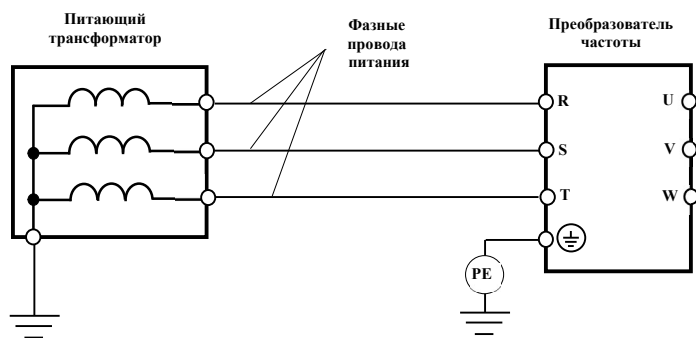 Питающий
трансформатор
Фазные
провода
питания
Преобразователь
частоты
R
U
S
V
T
W
PE